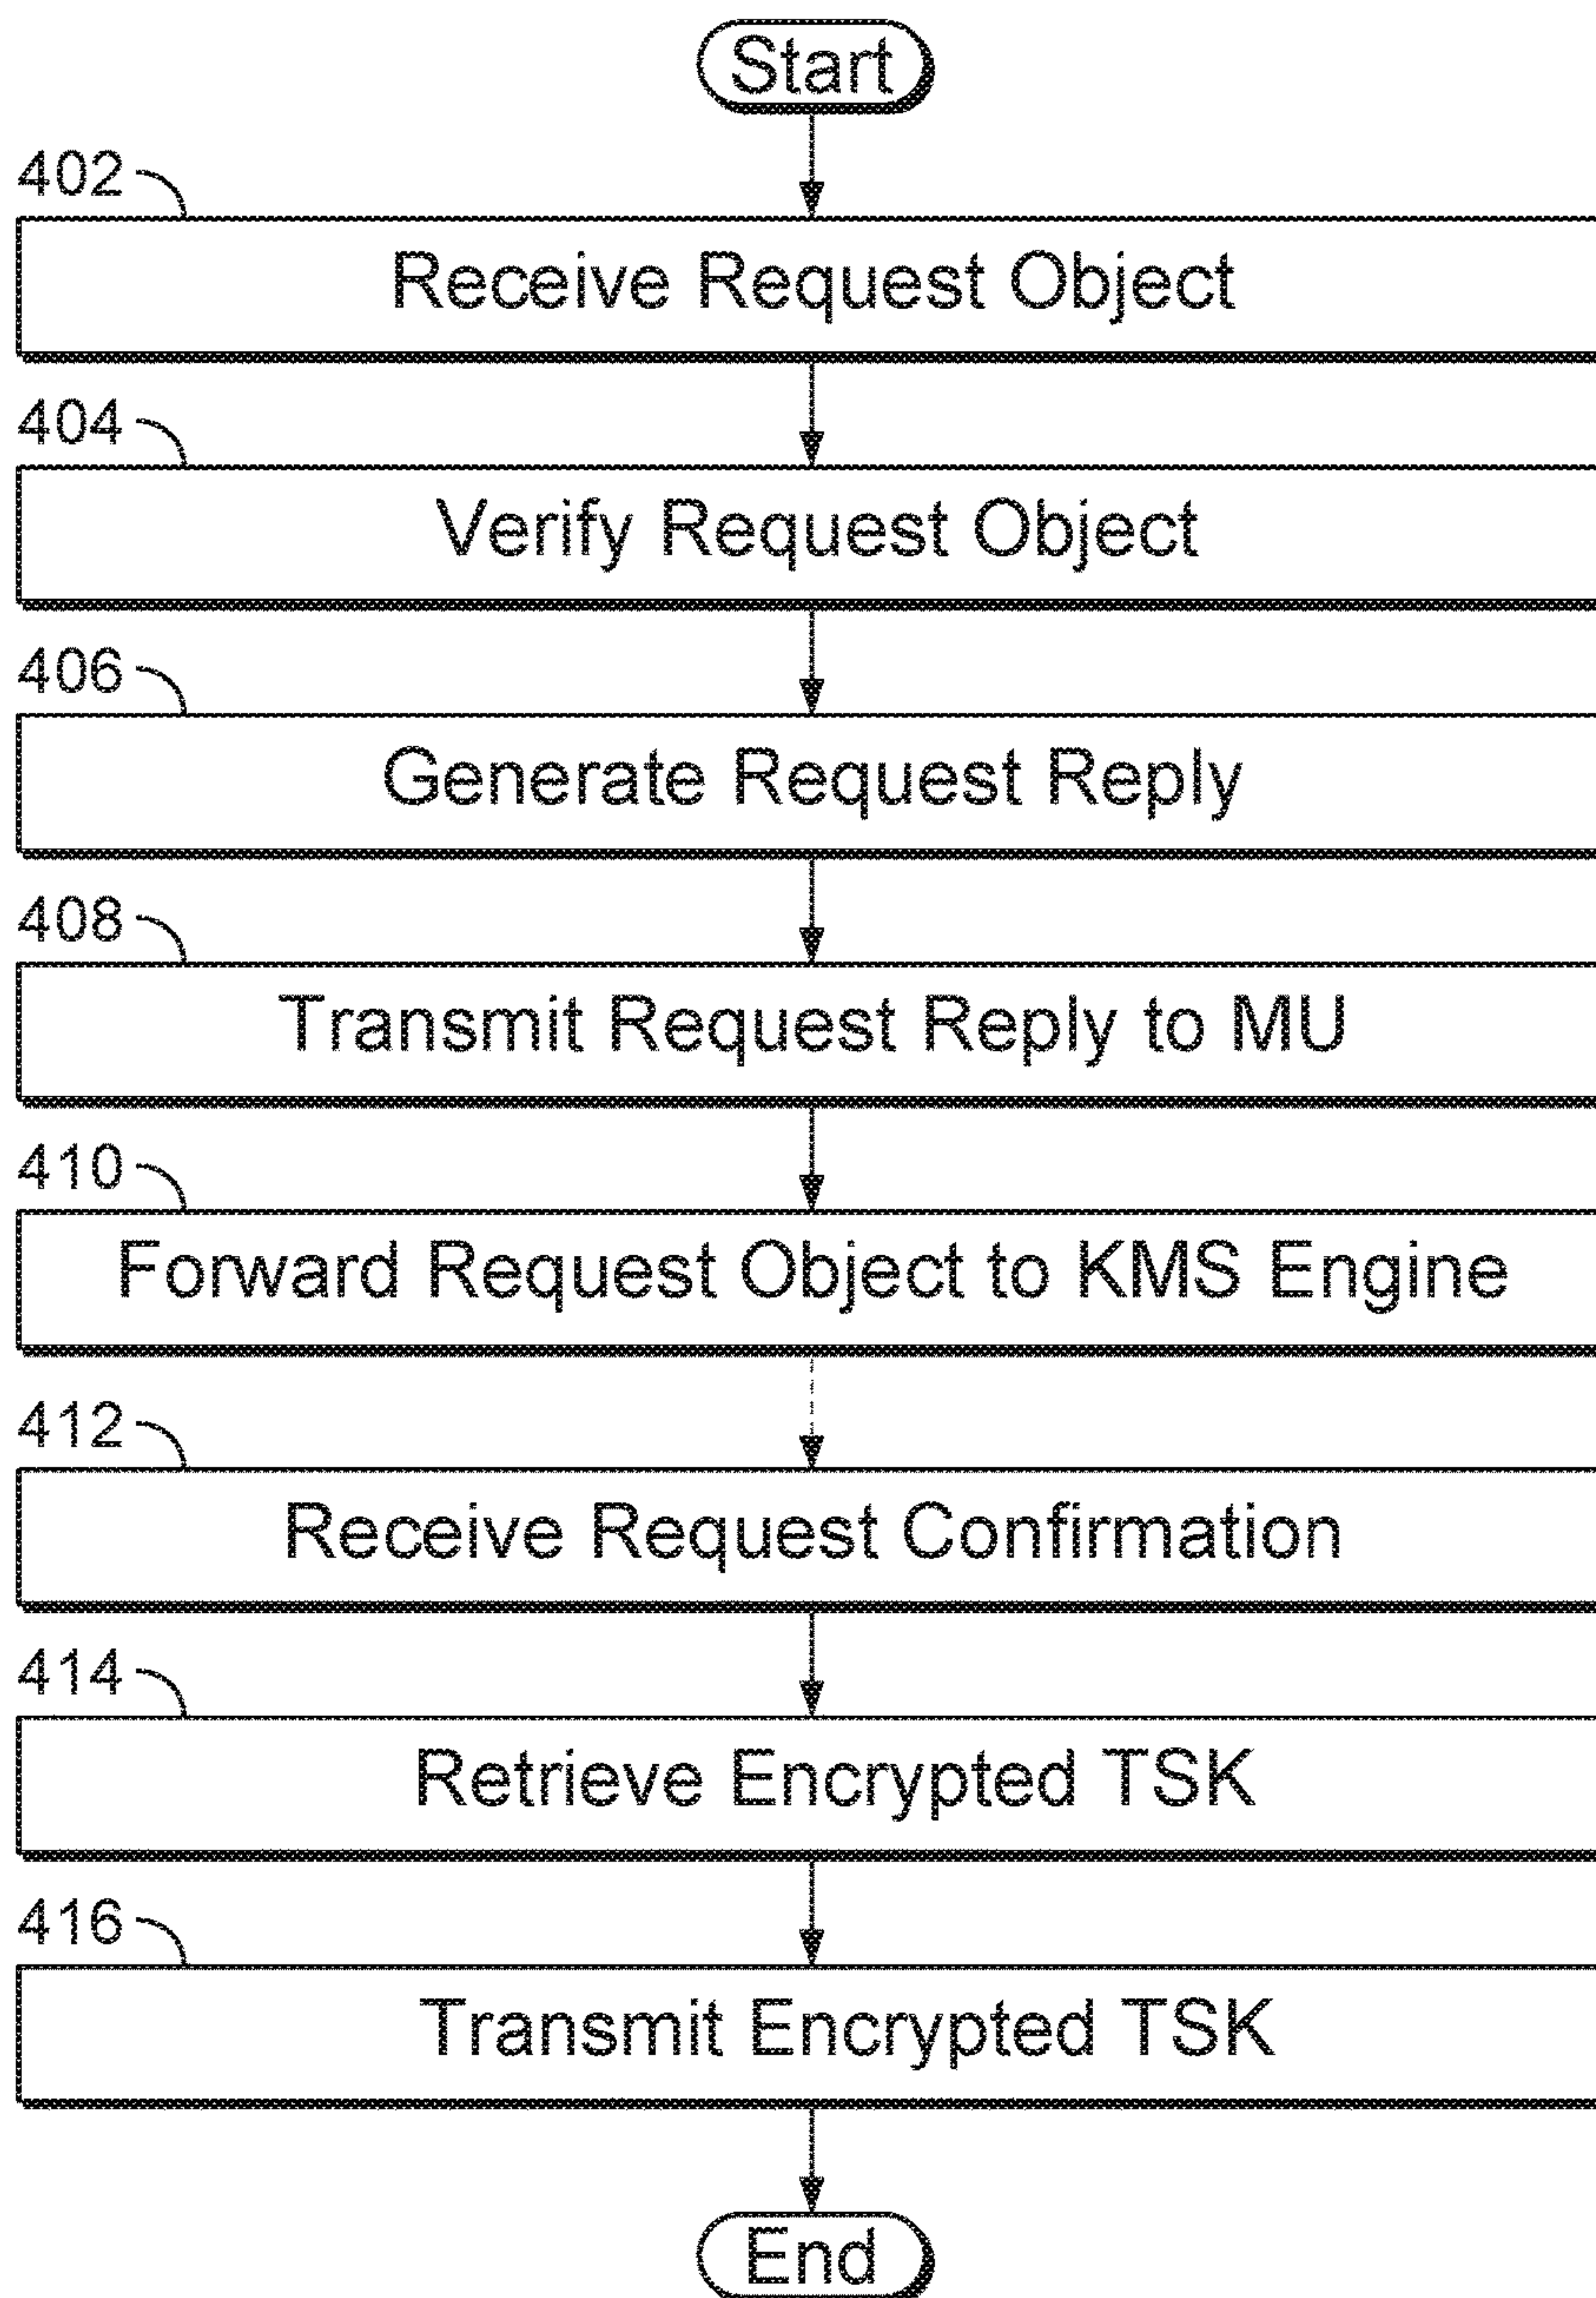 Start
402
Receive Request Object
404
Verify Request Object
406
Generate Request Reply
408
Transmit Request Reply to MU
410
Forward Request Object to KMS Engine
412
Receive Request Confirmation
414
Retrieve Encrypted TSK
416
Transmit Encrypted TSK
End